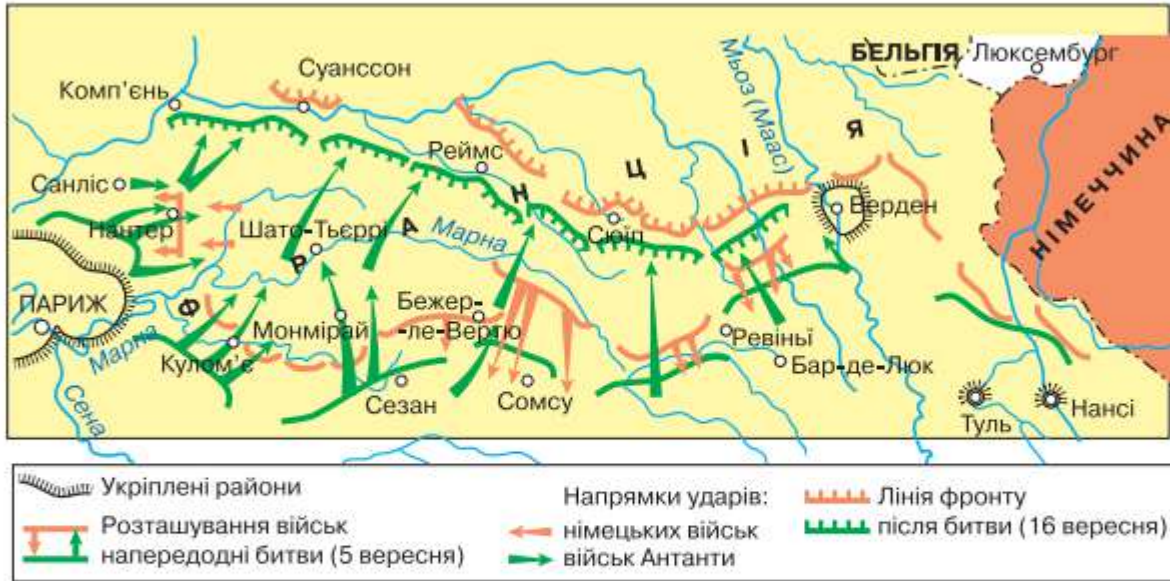 БЕЛЬГІЯ
Люксембург
Суанссон
Мьоз (Маас)
Комп'єнь
Реймс
ФРАНЦІЯ
НІМЕЧЧИНА
Санліс
Нантер
Шато-Тьєррі
Марна
Сюїп
Верден
ПАРИЖ
Марна
Монмірай
Бежер-
-ле-Вертю
Ревіньї
Кулом'є
Бар-де-Люк
Сена
Сезан
Сомсу
Туль
Нансі
Укріплені райони
Розташування військ
напередодні битви (5 вересня)
Напрямки ударів:
німецьких військ
військ Антанти
Лінія фронту
після битви (16 вересня)